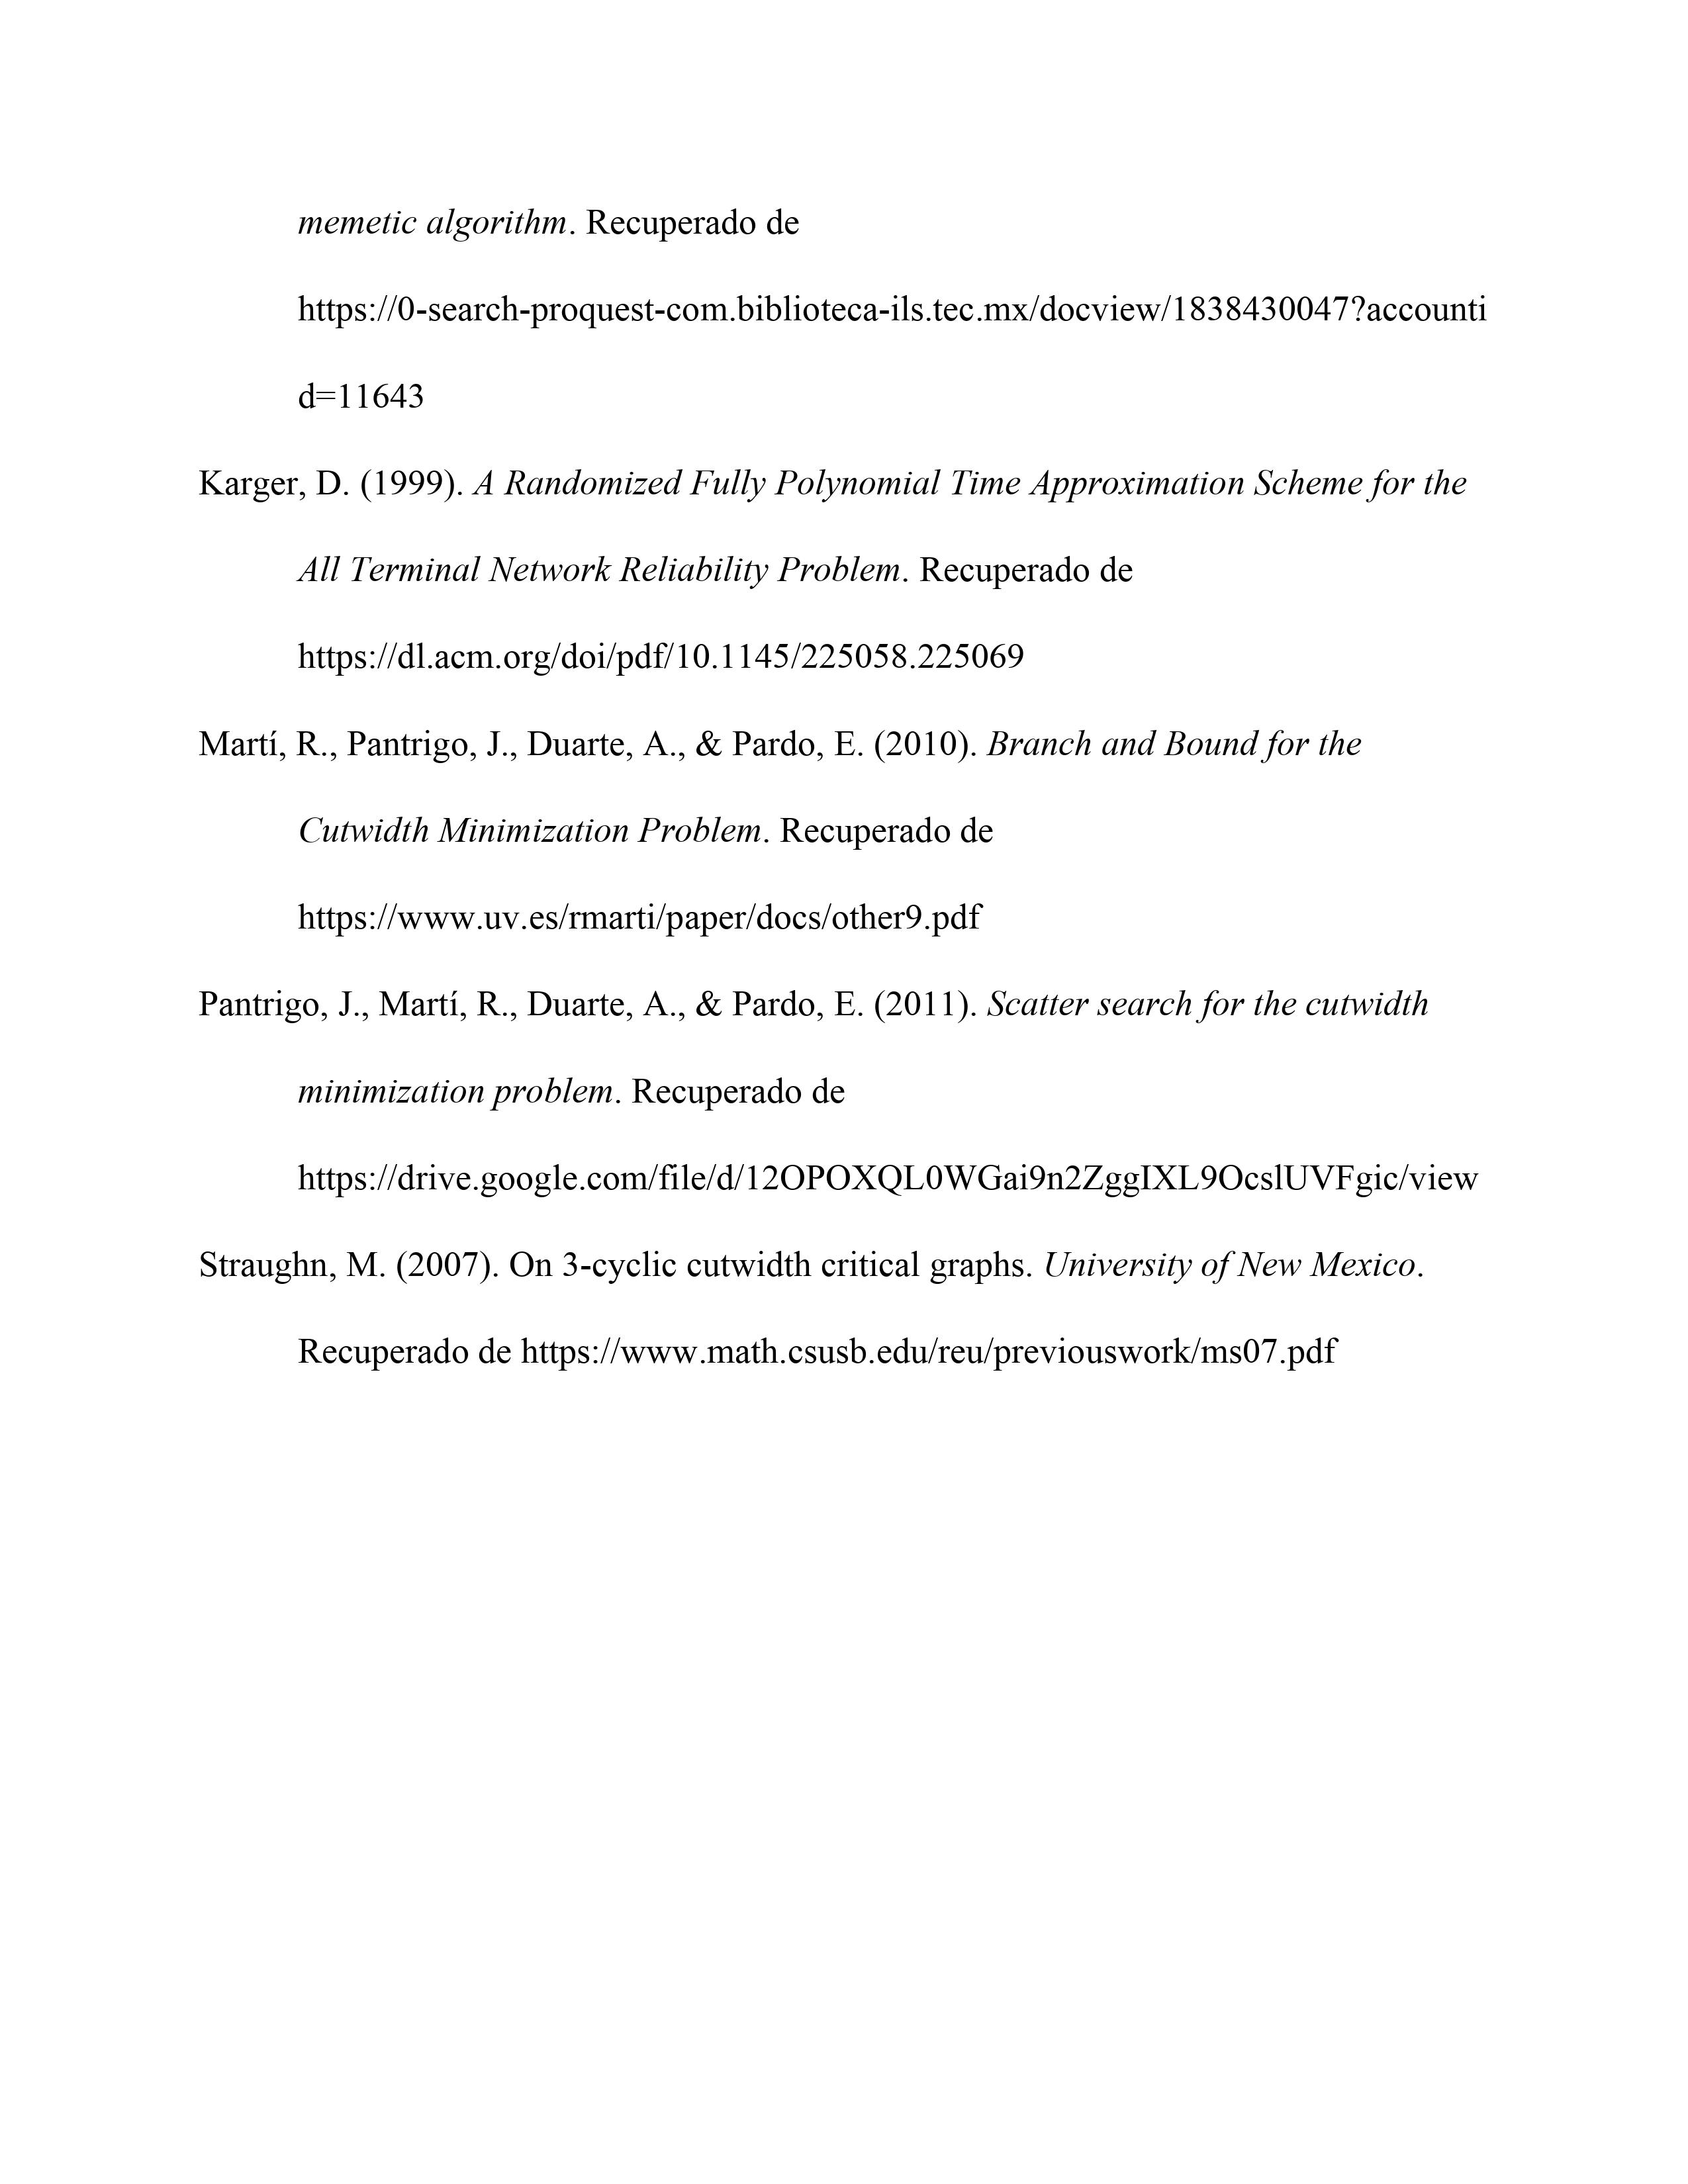 memetic algorithm. Recuperado de
https://0-search-proquest-com.biblioteca-ils.tec.mx/docview/1838430047?accounti
d=11643
Karger, D. (1999). A Randomized Fully Polynomial Time Approximation Scheme for the
All Terminal Network Reliability Problem. Recuperado de
https://dl.acm.org/doi/pdf/10.1145/225058.225069
Martí, R., Pantrigo, J., Duarte, A., & Pardo, E. (2010). Branch and Bound for the
Cutwidth Minimization Problem. Recuperado de
https://www.uv.es/rmarti/paper/docs/other9.pdf
Pantrigo, J., Martí, R., Duarte, A., & Pardo, E. (2011). Scatter search for the cutwidth
minimization problem. Recuperado de
https://drive.google.com/file/d/12OPOXQL0WGai9n2ZggIXL9OcslUVFgic/view
Straughn, M. (2007). On 3-cyclic cutwidth critical graphs. University of New Mexico.
Recuperado de https://www.math.csusb.edu/reu/previouswork/ms07.pdf